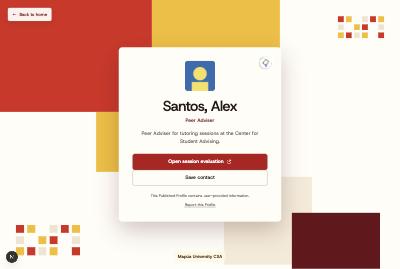 ← Back to home
Santos, Alex
Peer Adviser
Peer Adviser for tutoring sessions at the Center for
Student Advising.
Open session evaluation
Save contact
This Published Profile contains user-provided information.
Report this Profile
N
Mapúa University CSA